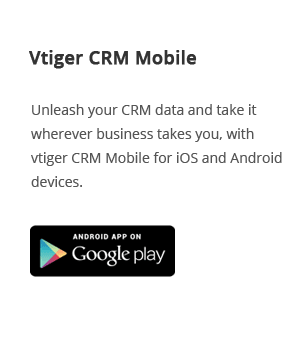 Vtiger CRM Mobile
Unleash your CRM data and take it
wherever business takes you, with
vtiger CRM Mobile for iOS and Android
devices.
ANDROID APP ON
Google play